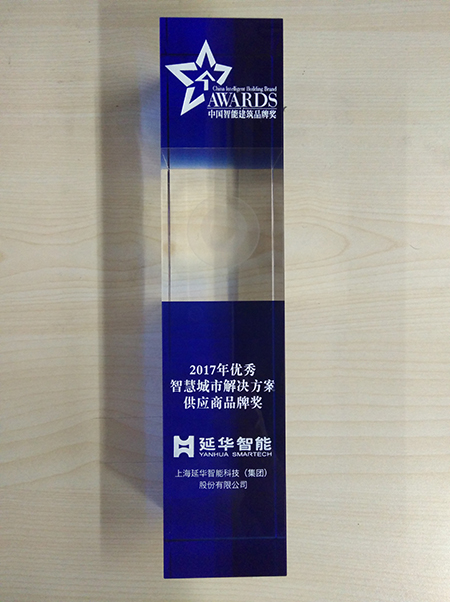 China Intelligent Building Brand
AWARDS
中国智能建筑品牌奖
2017年优秀
智慧城市解决方案
供应商品牌奖
延华智能
YANHUA SMARTECH
上海延华智能科技（集团）
股份有限公司